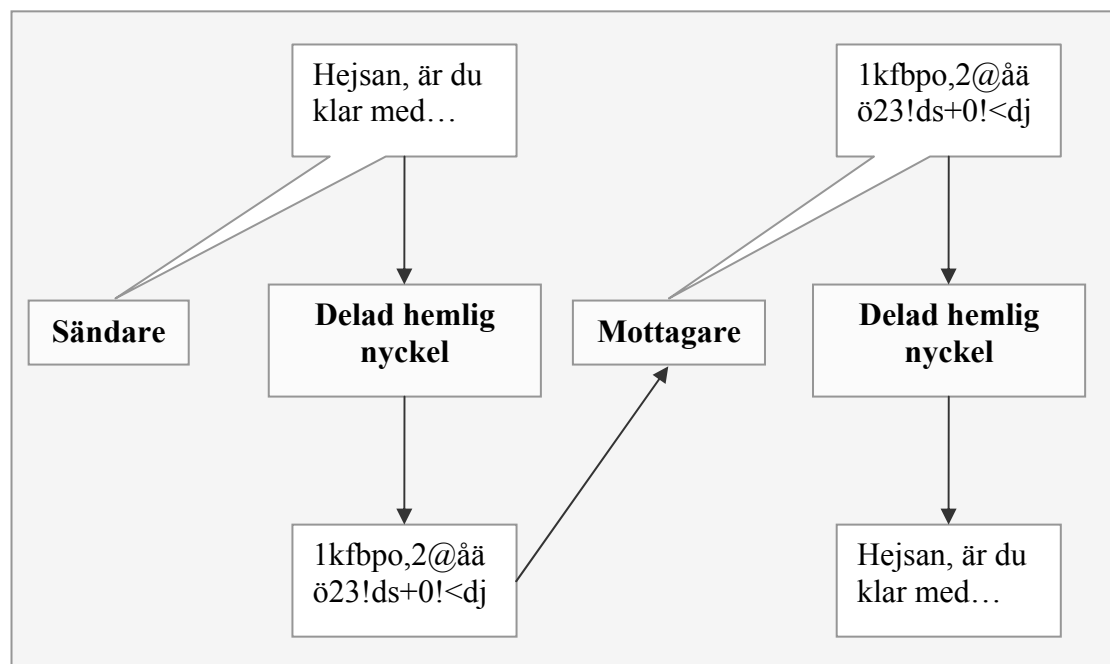 Hejsan, är du
klar med…
1kfbpo,2@åä
ö23!ds+0!<dj
Sändare
Delad hemlig
nyckel
Mottagare
Delad hemlig
nyckel
1kfbpo,2@åä
ö23!ds+0!<dj
Hejsan, är du
klar med…